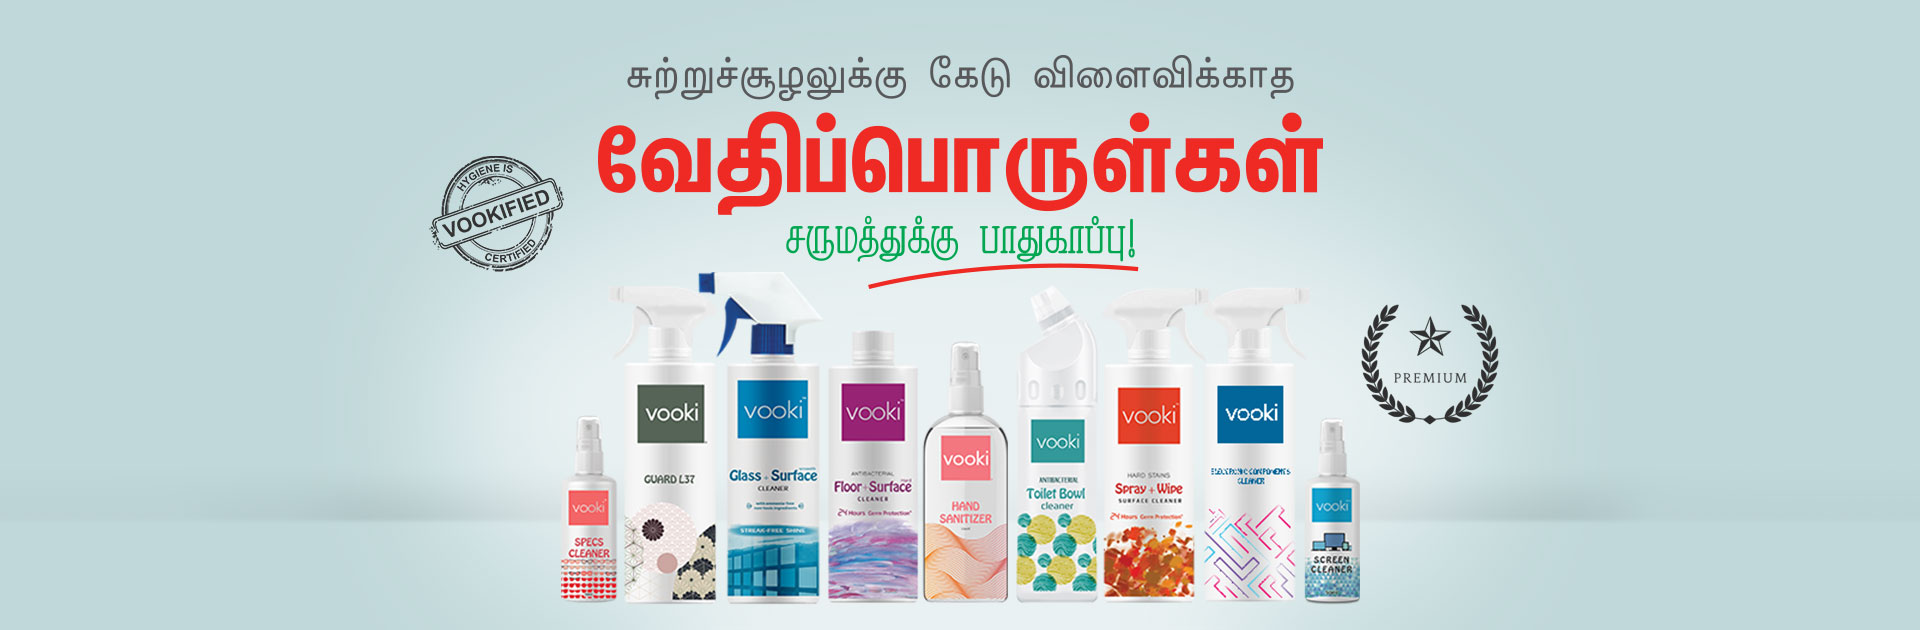 சுற்றுச்சூழலுக்கு கேடு விளைவிக்காத
வேதிப்பொருள்கள்
சருமத்துக்கு பாதுகாப்பு!
HYGIENE IS
VOOKIFIED
CERTIFIED
PREMIUM
vooki
SPECS
CLEANER
vooki
GUARD L37
vooki
Glass + Surface
CLEANER
STREAK-FREE SHINE
vooki
ANTIBACTERIAL
Floor + Surface
CLEANER
24 Hours Germ Protection*
vooki
HAND
SANITIZER
vooki
ANTIBACTERIAL
Toilet Bowl
cleaner
vooki
HARD STAINS
Spray + Wipe
SURFACE CLEANER
24 Hours Germ Protection*
vooki
ELECTRONIC COMPONENTS
CLEANER
vooki
SCREEN
CLEANER